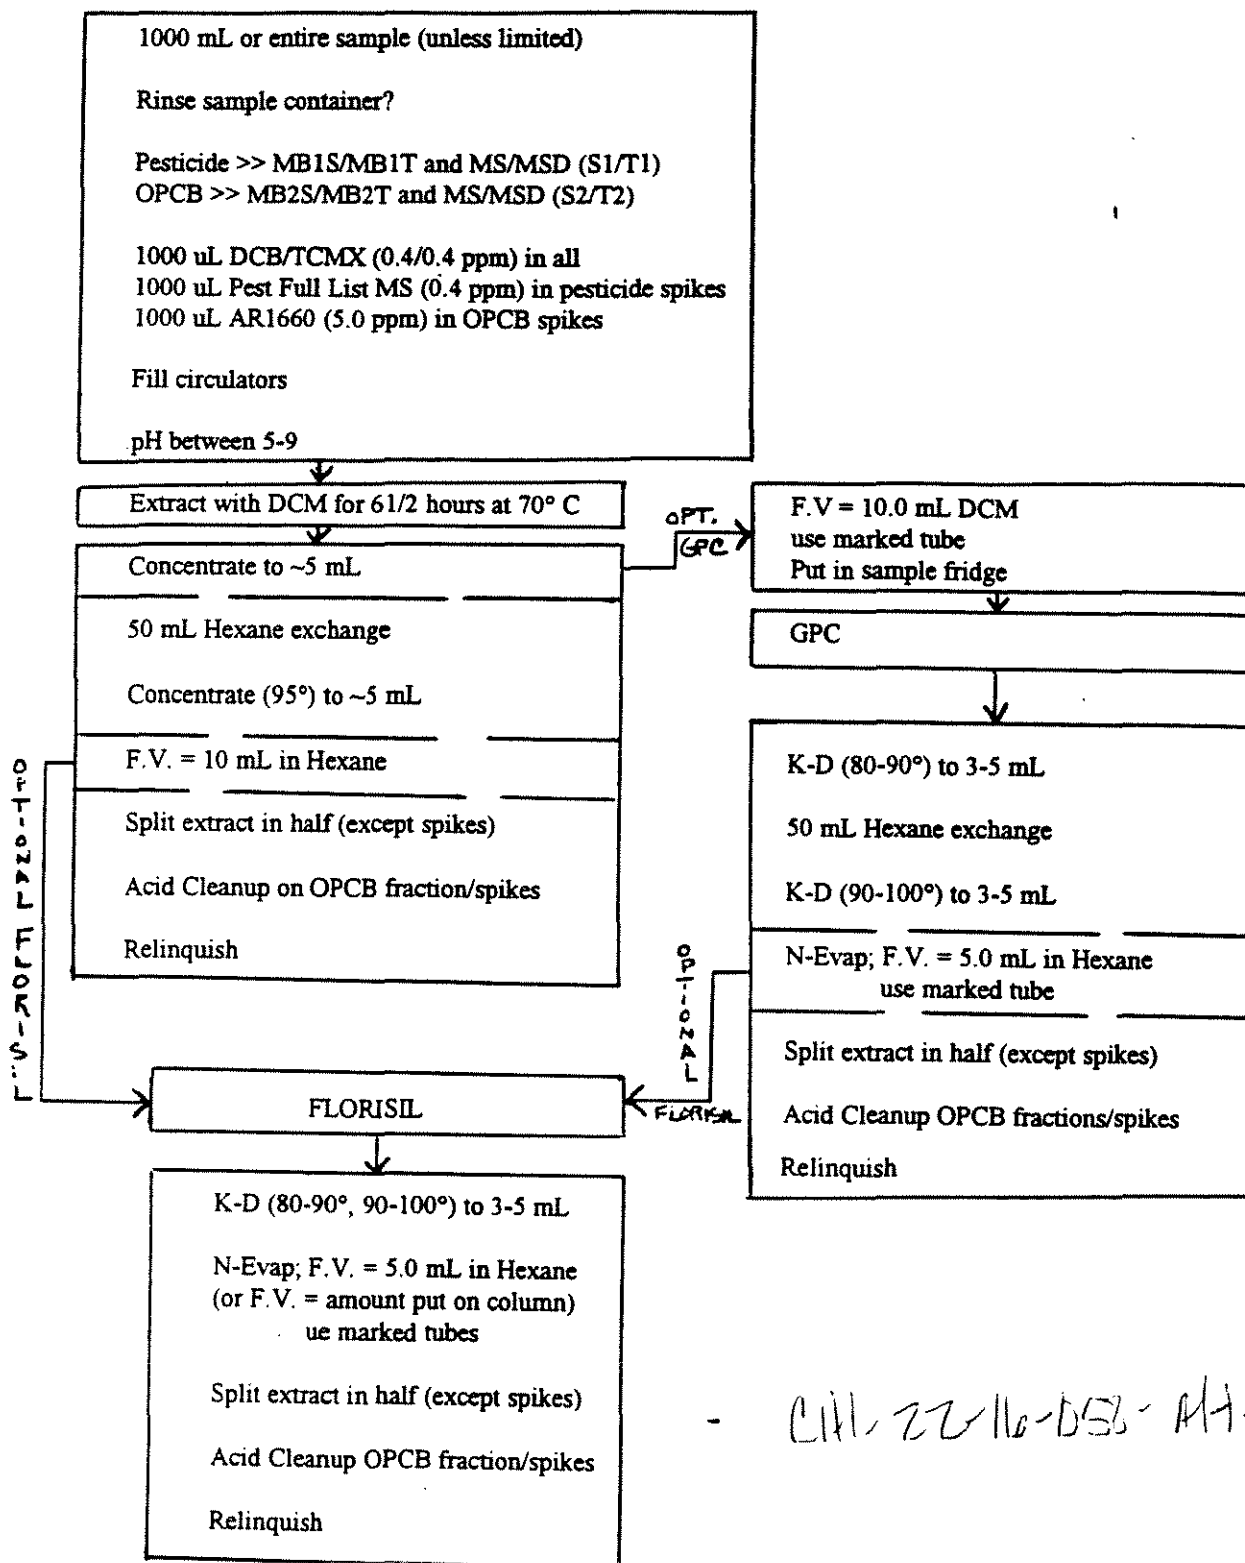 1000 mL or entire sample (unless limited)
Rinse sample container?
Pesticide >> MB1S/MB1T and MS/MSD (S1/T1)
OPCB >> MB2S/MB2T and MS/MSD (S2/T2)
1000 uL DCB/TCMX (0.4/0.4 ppm) in all
1000 uL Pest Full List MS (0.4 ppm) in pesticide spikes
1000 uL AR1660 (5.0 ppm) in OPCB spikes
Fill circulators
pH between 5-9
Extract with DCM for 61/2 hours at 70° C
Concentrate to ~5 mL
50 mL Hexane exchange
Concentrate (95°) to ~5 mL
F.V. = 10 mL in Hexane
Split extract in half (except spikes)
Acid Cleanup on OPCB fraction/spikes
Relinquish
OPT.
GPC
F.V = 10.0 mL DCM
use marked tube
Put in sample fridge
GPC
K-D (80-90°) to 3-5 mL
50 mL Hexane exchange
K-D (90-100°) to 3-5 mL
N-Evap; F.V. = 5.0 mL in Hexane
use marked tube
Split extract in half (except spikes)
Acid Cleanup OPCB fractions/spikes
Relinquish
OPTIONAL FLORISIL
OPTIONAL
FLORISIL
FLORISIL
K-D (80-90°, 90-100°) to 3-5 mL
N-Evap; F.V. = 5.0 mL in Hexane
(or F.V. = amount put on column)
ue marked tubes
Split extract in half (except spikes)
Acid Cleanup OPCB fraction/spikes
Relinquish